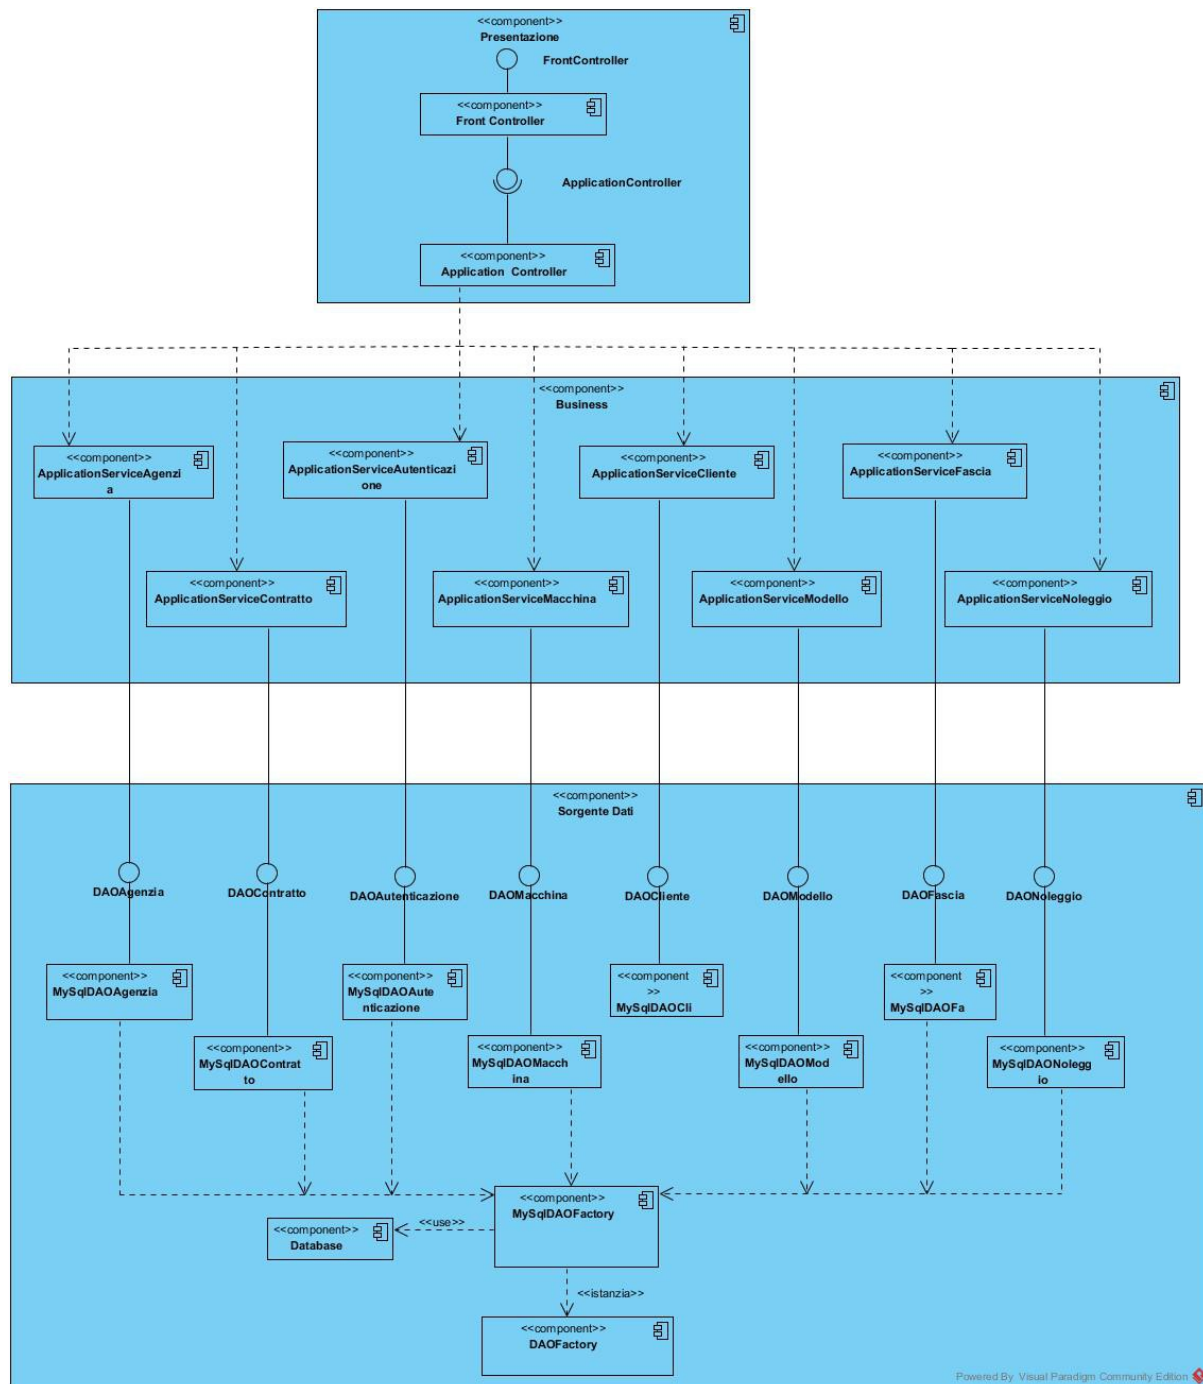 <<component>>
Presentazione
FrontController
<<component>>
Front Controller
ApplicationController
<<component>>
Application Controller
<<component>>
Business
<<component>>
ApplicationServiceAgenzi
a
<<component>>
ApplicationServiceAutenticazi
one
<<component>>
ApplicationServiceCliente
<<component>>
ApplicationServiceFascia
<<component>>
ApplicationServiceContratto
<<component>>
ApplicationServiceMacchina
<<component>>
ApplicationServiceModello
<<component>>
ApplicationServiceNoleggio
<<component>>
Sorgente Dati
DAOAgenzia
DAOContratto
DAOAutenticazione
DAOMacchina
DAOCliente
DAOModello
DAOFascia
DAONoleggio
<<component>>
MySqlDAOAgenzia
<<component>>
MySqlDAOAute
nticazione
<<component
>>
MySqlDAOCli
<<component
>>
MySqlDAOFa
<<component>>
MySqlDAOContrat
to
<<component>>
MySqlDAOMacc
hina
<<component>>
MySqlDAOMod
ello
<<component>>
MySqlDAONolegg
io
<<component>>
MySqlDAOFactory
<<use>>
<<component>>
Database
<<istanzia>>
<<component>>
DAOFactory
Powered By Visual Paradigm Community Edition